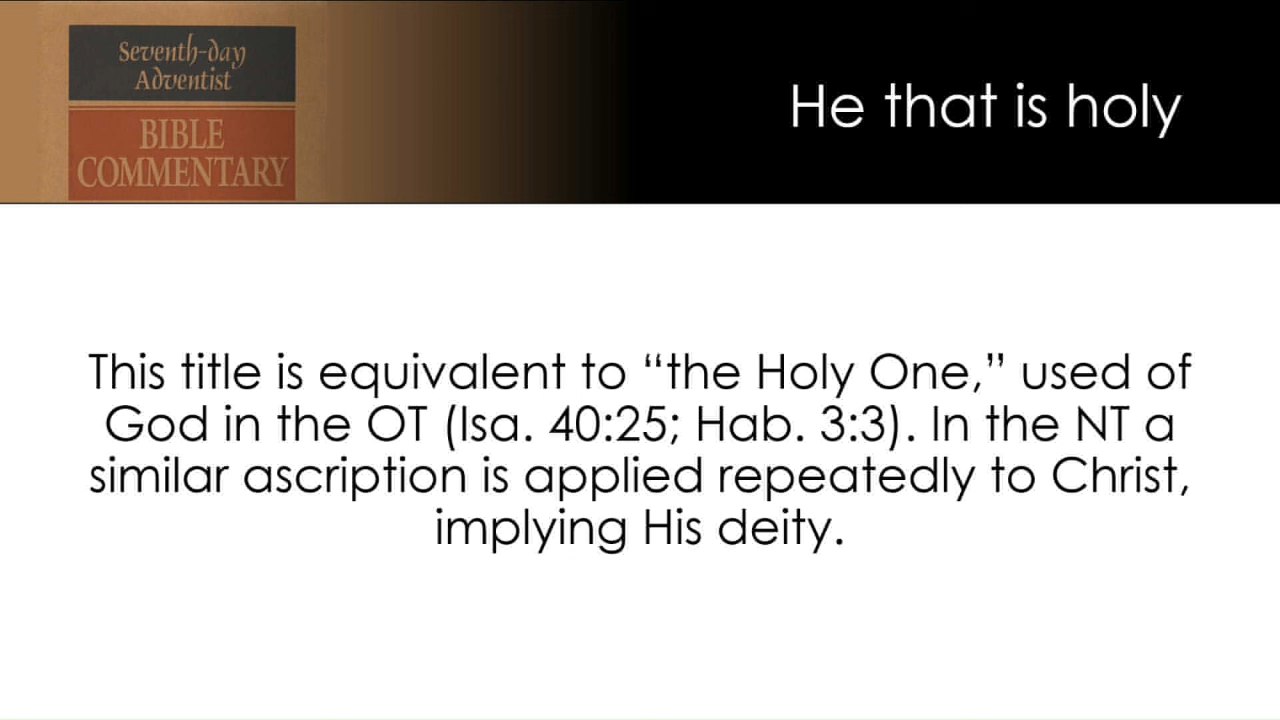 Seventh-day
Adventist
BIBLE
COMMENTARY
He that is holy
This title is equivalent to “the Holy One,” used of
God in the OT (Isa. 40:25; Hab. 3:3). In the NT a
similar ascription is applied repeatedly to Christ,
implying His deity.